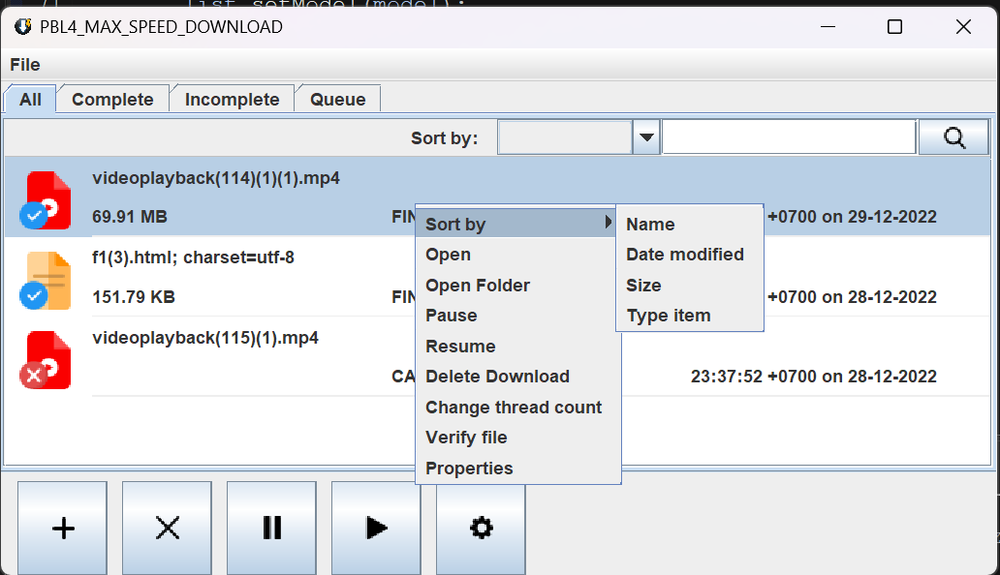 list.setModel(model);
PBL4_MAX_SPEED_DOWNLOAD
File
All Complete Incomplete Queue
Sort by:
videoplayback(114)(1)(1).mp4
69.91 MB FIN +0700 on 29-12-2022
f1(3).html; charset=utf-8
151.79 KB FIN +0700 on 28-12-2022
videoplayback(115)(1).mp4
CA 23:37:52 +0700 on 28-12-2022
Sort by
Open
Open Folder
Pause
Resume
Delete Download
Change thread count
Verify file
Properties
Name
Date modified
Size
Type item